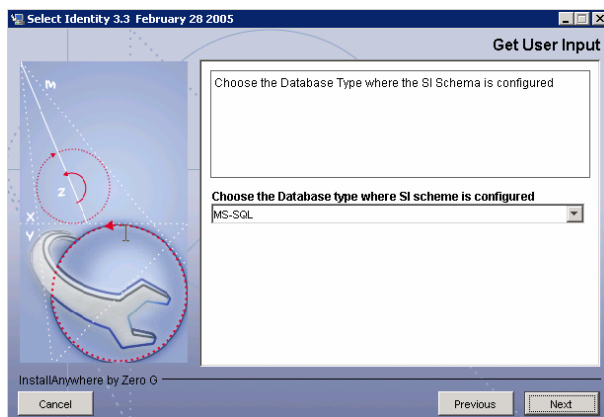 Select Identity 3.3 February 28 2005
Get User Input
Choose the Database Type where the SI Schema is configured
Choose the Database type where SI scheme is configured
MS-SQL
M
Z
X
Y
InstallAnywhere by Zero G
Cancel
Previous
Next